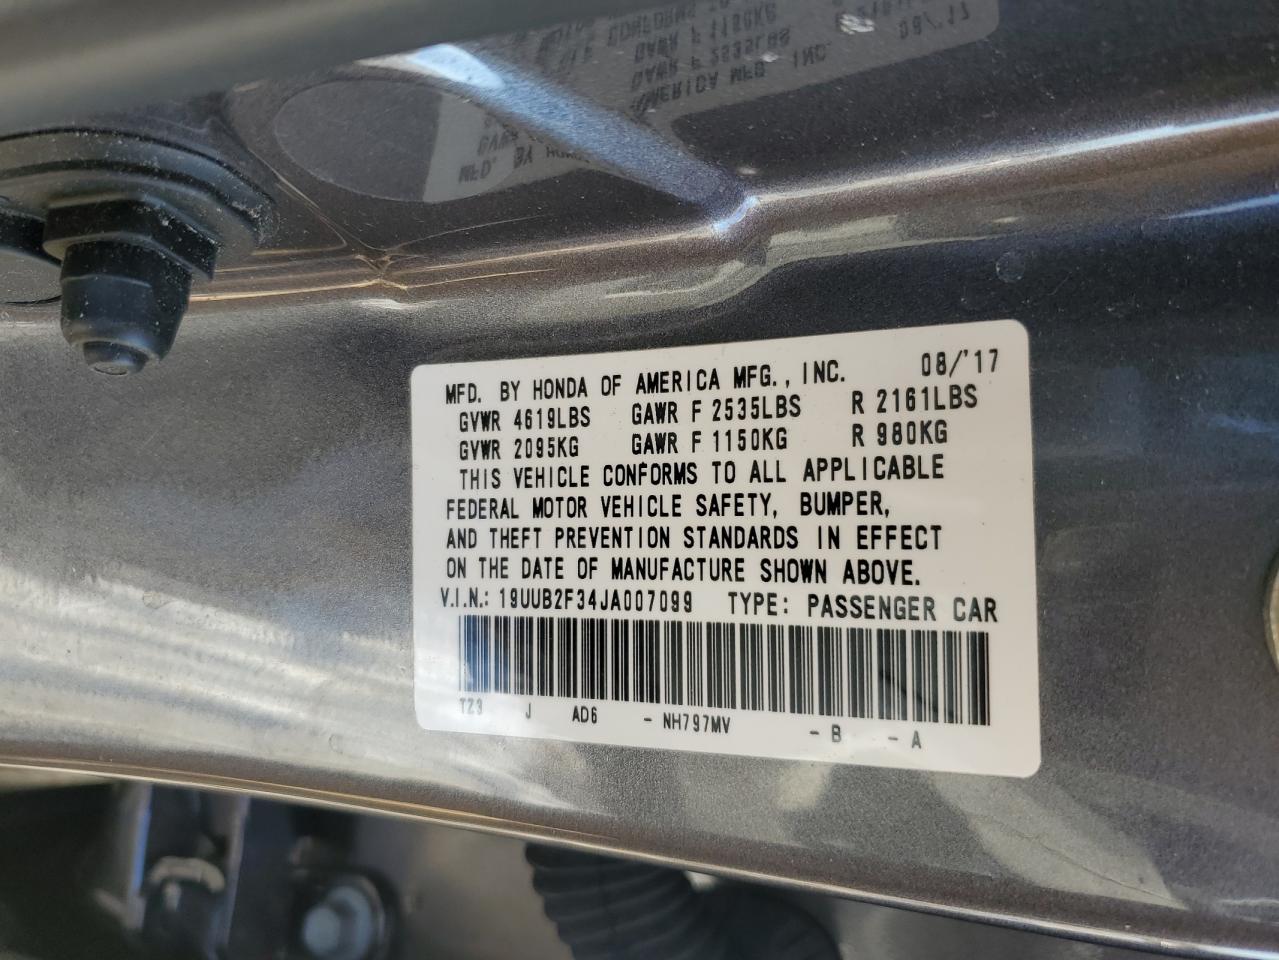 MFD. BY HONDA OF AMERICA MFG., INC. 08/'17
GVWR 4619LBS GAWR F 2535LBS R 2161LBS
GVWR 2095KG GAWR F 1150KG R 980KG
THIS VEHICLE CONFORMS TO ALL APPLICABLE
FEDERAL MOTOR VEHICLE SAFETY, BUMPER,
AND THEFT PREVENTION STANDARDS IN EFFECT
ON THE DATE OF MANUFACTURE SHOWN ABOVE.
V.I.N.: 19UUB2F34JA007099 TYPE: PASSENGER CAR
T23 J AD6 - NH797MV - B - A